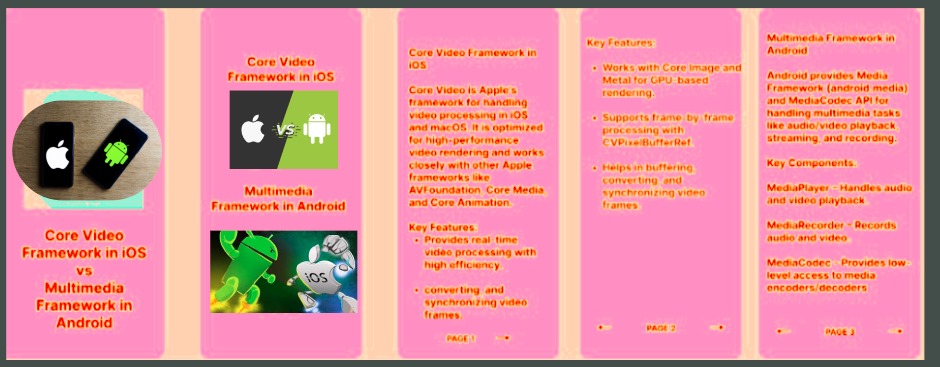 Core Video
Framework in iOS
vs
Multimedia
Framework in
Android
Core Video
Framework in iOS
VS
Multimedia
Framework in Android
iOS
Core Video Framework in
iOS
Core Video is Apple's
framework for handling
video processing in iOS
and macOS. It is optimized
for high-performance
video rendering and works
closely with other Apple
frameworks like
AVFoundation, Core Media,
and Core Animation.
Key Features:
• Provides real-time
video processing with
high efficiency.
• converting, and
synchronizing video
frames.
PAGE 1
Key Features:
• Works with Core Image and
Metal for GPU-based
rendering.
• Supports frame-by-frame
processing with
CVPixelBufferRef.
• Helps in buffering,
converting, and
synchronizing video
frames.
PAGE 2
Multimedia Framework in
Android
Android provides Media
Framework (android.media)
and MediaCodec API for
handling multimedia tasks
like audio/video playback,
streaming, and recording.
Key Components:
MediaPlayer - Handles audio
and video playback.
MediaRecorder - Records
audio and video.
MediaCodec - Provides low-
level access to media
encoders/decoders.
PAGE 3